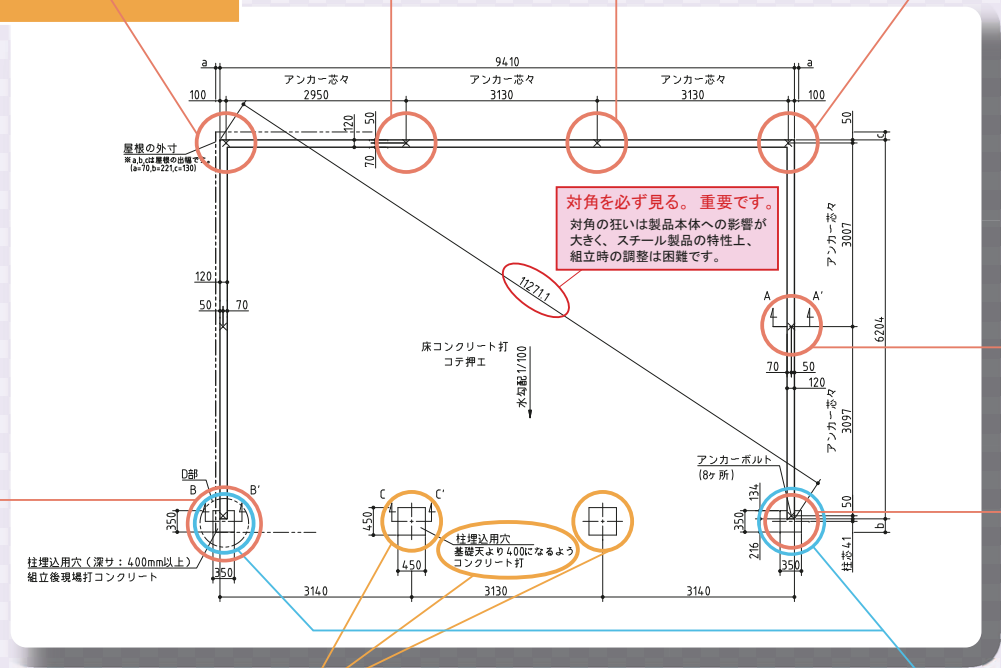 a
9410
a
アンカー芯々
アンカー芯々
アンカー芯々
100
2950
3130
3130
100
120
50
70
50
c
屋根の外寸
※a,b,cは屋根の出幅です。
(a=70,b=221,c=130)
対角を必ず見る。 重要です。
対角の狂いは製品本体への影響が
大きく、スチール製品の特性上、
組立時の調整は困難です。
アンカー芯々
3007
120
50
70
11271.1
A
A'
6204
床コンクリート打
コテ押エ
水勾配 1/100
70
50
120
アンカー芯々
3097
アンカーボルト
(8ヶ所)
D部
B
B'
C
C'
134
50
350
450
350
b
柱埋込用穴
基礎天より400になるよう
コンクリート打
216
柱芯 41
柱埋込用穴(深サ:400mm以上)
組立後現場打コンクリート
350
450
350
3140
3130
3140